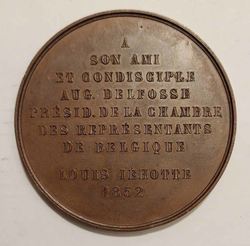 A
SON AMI
ET CONDISCIPLE
AUG. DELFOSSE
PRÉSID. DE LA CHAMBRE
DES REPRÉSENTANTS
DE BELGIQUE
LOUIS JEHOTTE
1852